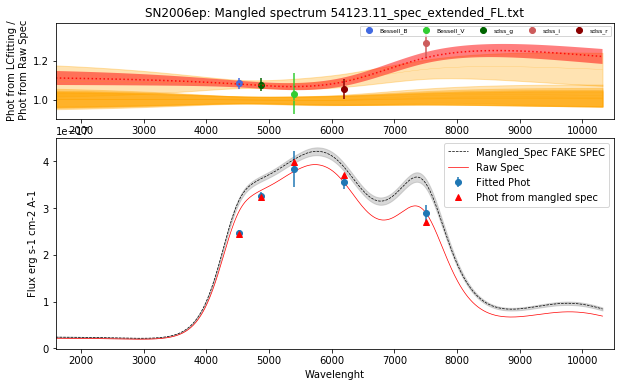 SN2006ep: Mangled spectrum 54123.11_spec_extended_FL.txt
Bessell_B
Bessell_V
sdss_g
sdss_i
sdss_r
Phot from LCfitting /
Phot from Raw Spec
1.2
1.0
2000 3000 4000 5000 6000 7000 8000 9000 10000
Mangled_Spec FAKE SPEC
Raw Spec
Fitted Phot
Phot from mangled spec
Flux erg s-1 cm-2 A-1
4
3
2
1
0
2000 3000 4000 5000 6000 7000 8000 9000 10000
Wavelenght